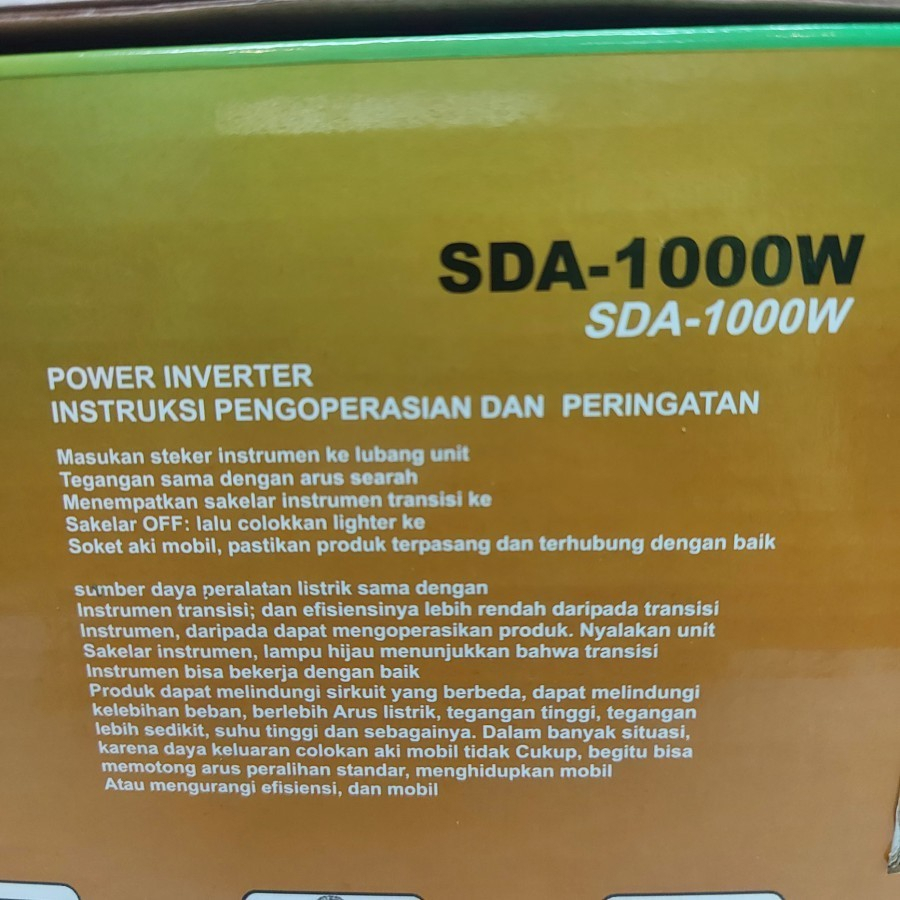 SDA-1000W
SDA-1000W
POWER INVERTER
INSTRUKSI PENGOPERASIAN DAN PERINGATAN
Masukan steker instrumen ke lubang unit
Tegangan sama dengan arus searah
Menempatkan sakelar instrumen transisi ke
Sakelar OFF: lalu colokkan lighter ke
Soket aki mobil, pastikan produk terpasang dan terhubung dengan baik
sumber daya peralatan listrik sama dengan
Instrumen transisi; dan efisiensinya lebih rendah daripada transisi
Instrumen, daripada dapat mengoperasikan produk. Nyalakan unit
Sakelar instrumen, lampu hijau menunjukkan bahwa transisi
Instrumen bisa bekerja dengan baik
Produk dapat melindungi sirkuit yang berbeda, dapat melindungi
kelebihan beban, berlebih Arus listrik, tegangan tinggi, tegangan
lebih sedikit, suhu tinggi dan sebagainya. Dalam banyak situasi,
karena daya keluaran colokan aki mobil tidak Cukup, begitu bisa
memotong arus peralihan standar, menghidupkan mobil
Atau mengurangi efisiensi, dan mobil